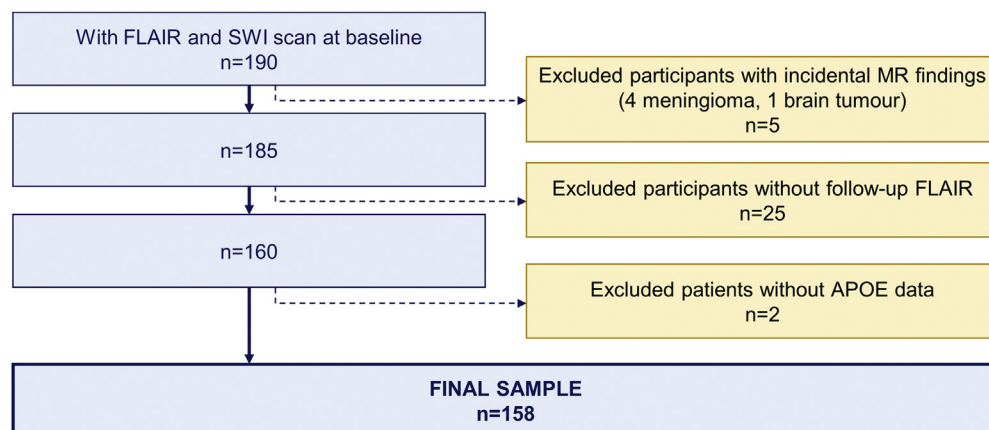 With FLAIR and SWI scan at baseline
n=190
Excluded participants with incidental MR findings
(4 meningioma, 1 brain tumour)
n=5
n=185
Excluded participants without follow-up FLAIR
n=25
n=160
Excluded patients without APOE data
n=2
FINAL SAMPLE
n=158